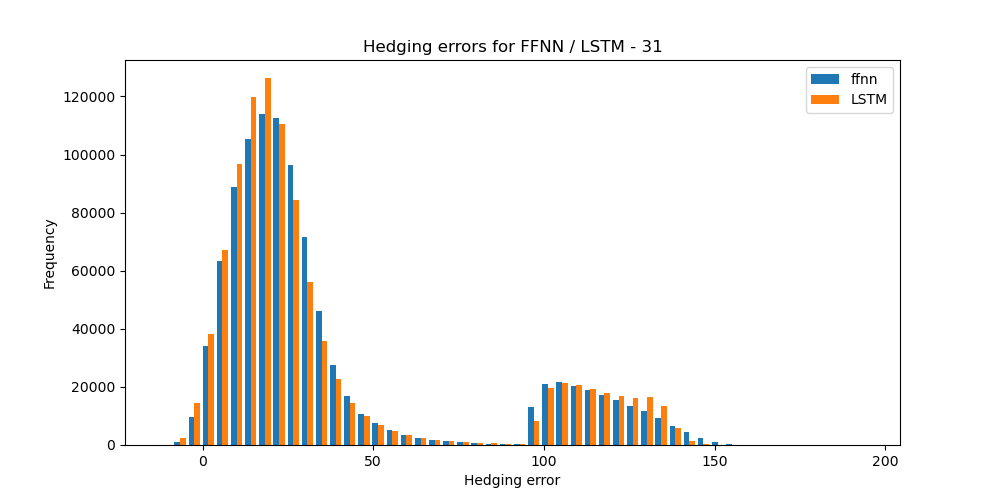 Hedging errors for FFNN / LSTM - 31
ffnn
LSTM
120000
100000
80000
60000
40000
20000
0
Frequency
0 50 100 150 200
Hedging error